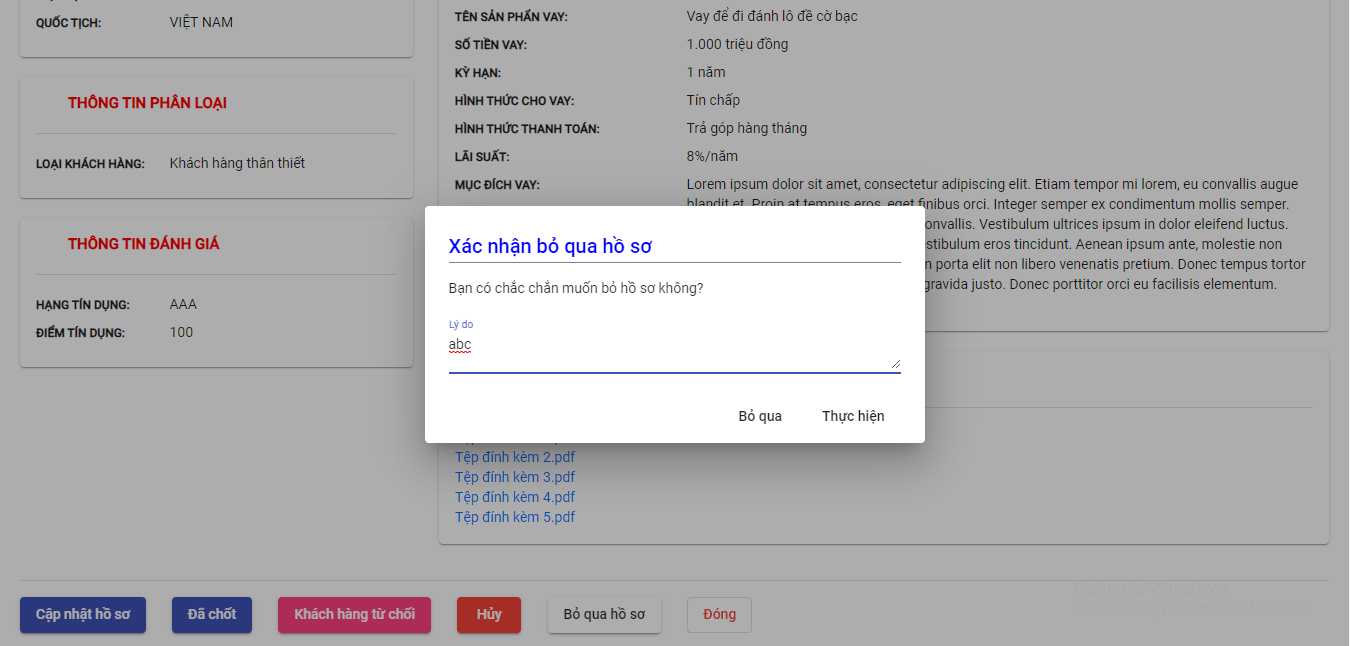 QUỐC TỊCH: VIỆT NAM
THÔNG TIN PHÂN LOẠI
LOẠI KHÁCH HÀNG: Khách hàng thân thiết
THÔNG TIN ĐÁNH GIÁ
HẠNG TÍN DỤNG: AAA
ĐIỂM TÍN DỤNG: 100
TÊN SẢN PHẨN VAY: Vay để đi đánh lô đề cờ bạc
SỐ TIỀN VAY: 1.000 triệu đồng
KỲ HẠN: 1 năm
HÌNH THỨC CHO VAY: Tín chấp
HÌNH THỨC THANH TOÁN: Trả góp hàng tháng
LÃI SUẤT: 8%/năm
MỤC ĐÍCH VAY: Lorem ipsum dolor sit amet, consectetur adipiscing elit. Etiam tempor mi lorem, eu convallis augue
blandit et. Proin at tempus eros, eget finibus orci. Integer semper ex condimentum mollis semper.
convallis. Vestibulum ultrices ipsum in dolor eleifend luctus.
stibulum eros tincidunt. Aenean ipsum ante, molestie non
n porta elit non libero venenatis pretium. Donec tempus tortor
gravida justo. Donec porttitor orci eu facilisis elementum.
Xác nhận bỏ qua hồ sơ
Bạn có chắc chắn muốn bỏ hồ sơ không?
Lý do
abc
Bỏ qua Thực hiện
Tệp đính kèm 2.pdf
Tệp đính kèm 3.pdf
Tệp đính kèm 4.pdf
Tệp đính kèm 5.pdf
Activate Windows
Go to Settings to activate Windows.
Cập nhật hồ sơ Đã chốt Khách hàng từ chối Hủy Bỏ qua hồ sơ Đóng